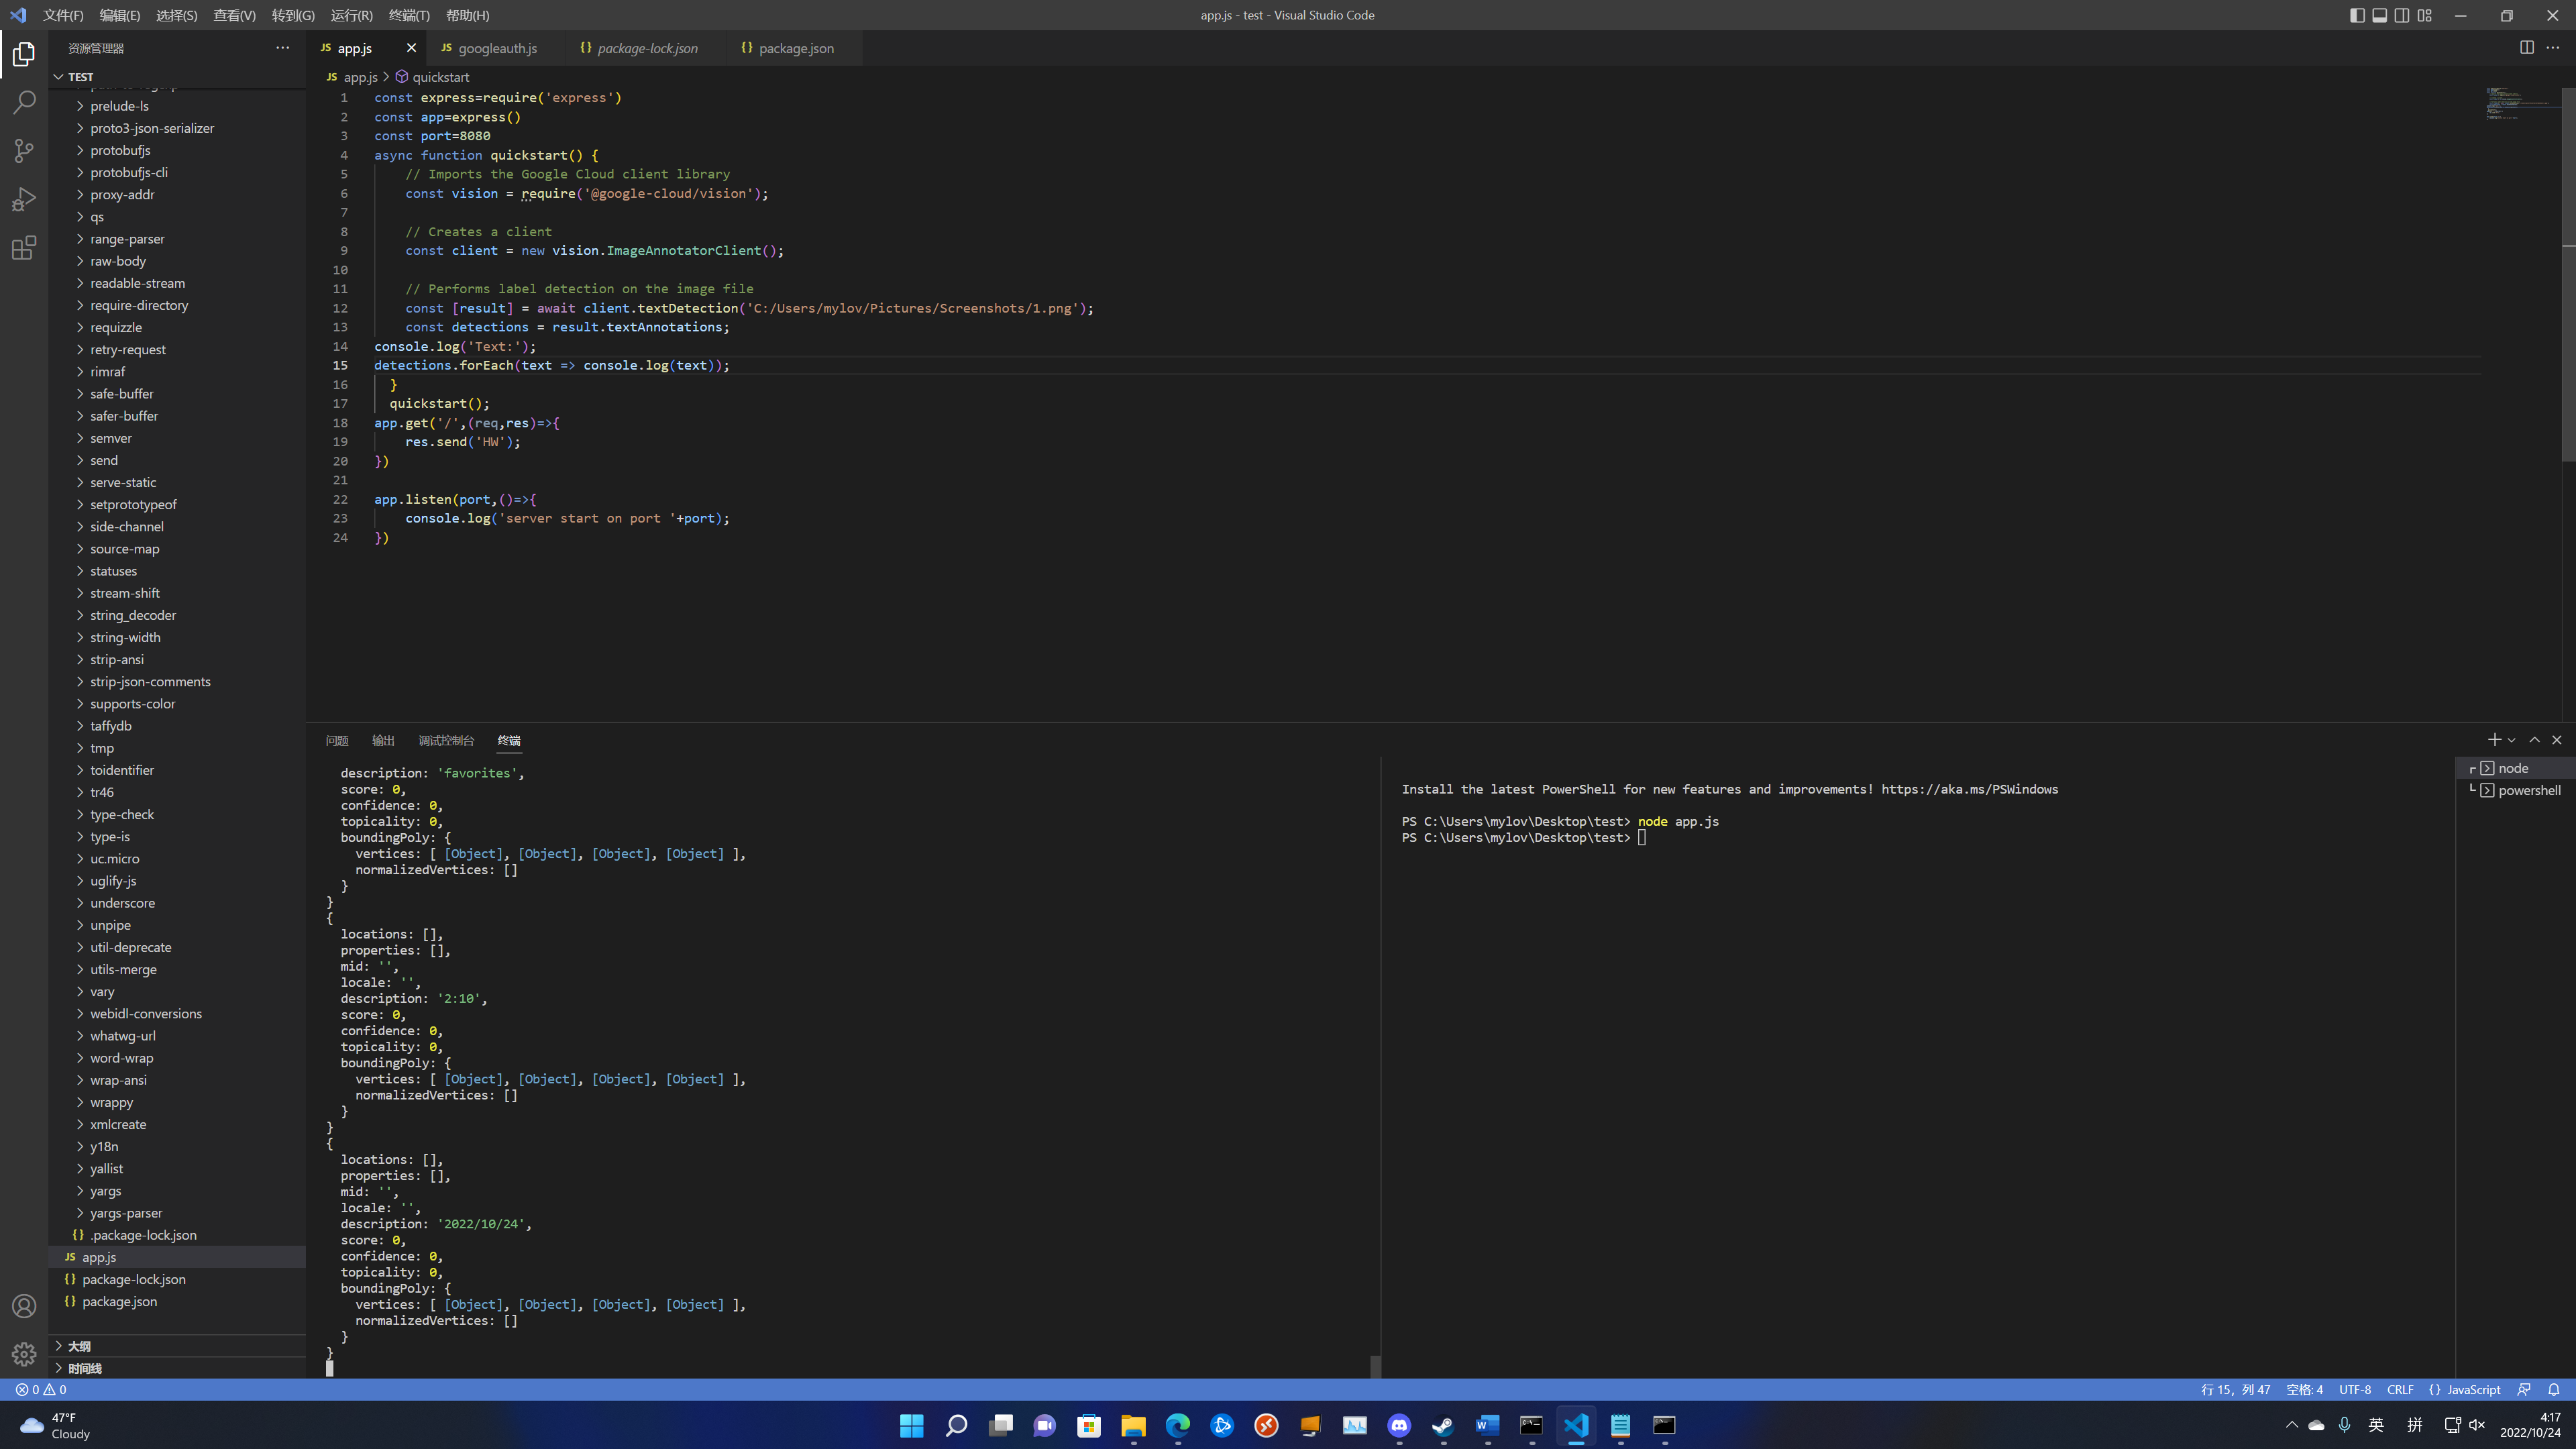 文件(F) 编辑(E) 选择(S) 查看(V) 转到(G) 运行(R) 终端(T) 帮助(H) app.js - test - Visual Studio Code
资源管理器
TEST
prelude-ls
proto3-json-serializer
protobufjs
protobufjs-cli
proxy-addr
qs
range-parser
raw-body
readable-stream
require-directory
requizzle
retry-request
rimraf
safe-buffer
safer-buffer
semver
send
serve-static
setprototypeof
side-channel
source-map
statuses
stream-shift
string_decoder
string-width
strip-ansi
strip-json-comments
supports-color
taffydb
tmp
toidentifier
tr46
type-check
type-is
uc.micro
uglify-js
underscore
unpipe
util-deprecate
utils-merge
vary
webidl-conversions
whatwg-url
word-wrap
wrap-ansi
wrappy
xmlcreate
y18n
yallist
yargs
yargs-parser
{} .package-lock.json
JS app.js
{} package-lock.json
{} package.json
大纲
时间线
JS app.js JS googleauth.js {} package-lock.json {} package.json
JS app.js > quickstart
1 const express=require('express')
2 const app=express()
3 const port=8080
4 async function quickstart() {
5 // Imports the Google Cloud client library
6 const vision = require('@google-cloud/vision');
7
8 // Creates a client
9 const client = new vision.ImageAnnotatorClient();
10
11 // Performs label detection on the image file
12 const [result] = await client.textDetection('C:/Users/mylov/Pictures/Screenshots/1.png');
13 const detections = result.textAnnotations;
14 console.log('Text:');
15 detections.forEach(text => console.log(text));
16 }
17 quickstart();
18 app.get('/',(req,res)=>{
19 res.send('HW');
20 })
21
22 app.listen(port,()=>{
23 console.log('server start on port '+port);
24 })
问题 输出 调试控制台 终端
description: 'favorites',
score: 0,
confidence: 0,
topicality: 0,
boundingPoly: {
vertices: [ [Object], [Object], [Object], [Object] ],
normalizedVertices: []
}
}
{
locations: [],
properties: [],
mid: '',
locale: '',
description: '2:10',
score: 0,
confidence: 0,
topicality: 0,
boundingPoly: {
vertices: [ [Object], [Object], [Object], [Object] ],
normalizedVertices: []
}
}
{
locations: [],
properties: [],
mid: '',
locale: '',
description: '2022/10/24',
score: 0,
confidence: 0,
topicality: 0,
boundingPoly: {
vertices: [ [Object], [Object], [Object], [Object] ],
normalizedVertices: []
}
}
Install the latest PowerShell for new features and improvements! https://aka.ms/PSWindows
PS C:\Users\mylov\Desktop\test> node app.js
PS C:\Users\mylov\Desktop\test>
node
powershell
0 0 行 15，列 47 空格: 4 UTF-8 CRLF {} JavaScript
47°F
Cloudy
英 拼
4:17
2022/10/24